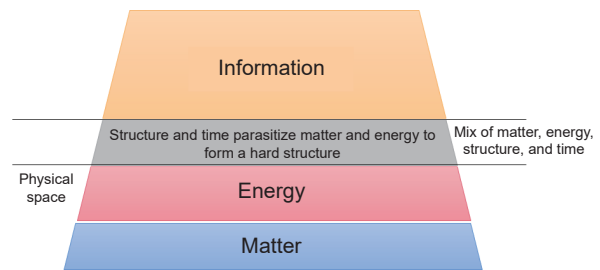 Information
Structure and time parasitize matter and energy to
form a hard structure
Mix of matter, energy,
structure, and time
Physical
space
Energy
Matter